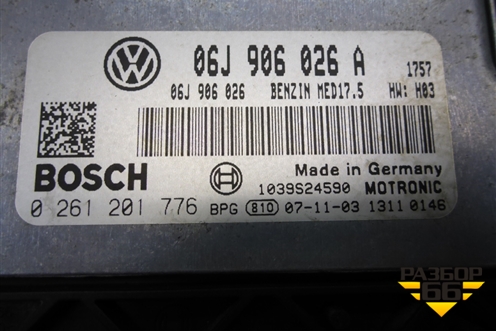 06J 906 026 A 1757
06J 906 026 BENZIN MED17.5 HW: H03
BOSCH
Made in Germany
1039S24590 MOTRONIC
0 261 201 776 BPG 810 07-11-03 1311 0146
РАЗБОР
66